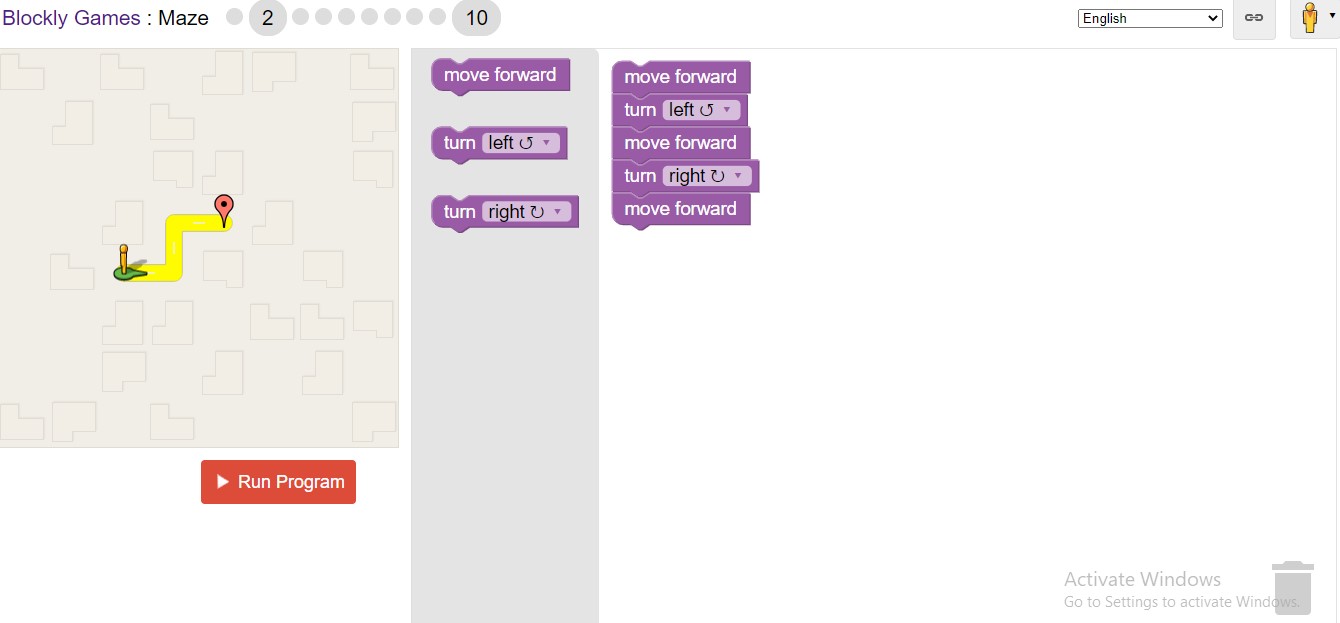 Blockly Games : Maze 2 10 English
move forward
turn left ↺
turn right ↻
move forward
turn left ↺
move forward
turn right ↻
move forward
Run Program
Activate Windows
Go to Settings to activate Windows.